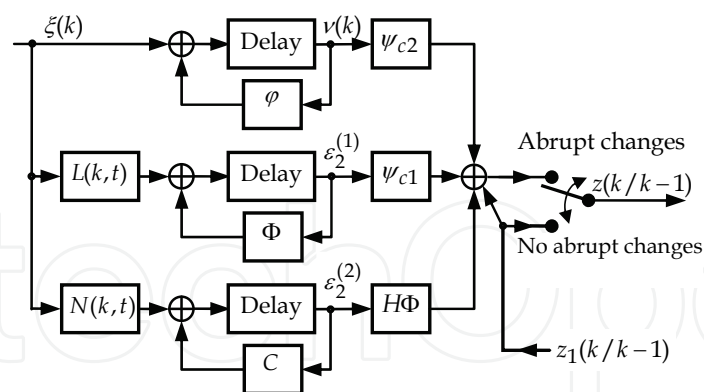 ξ(k)
Delay
ν(k)
ψc2
φ
L(k,t)
Delay
ε2(1)
ψc1
Φ
Abrupt changes
z(k/k−1)
No abrupt changes
N(k,t)
Delay
ε2(2)
HΦ
C
z1(k/k−1)